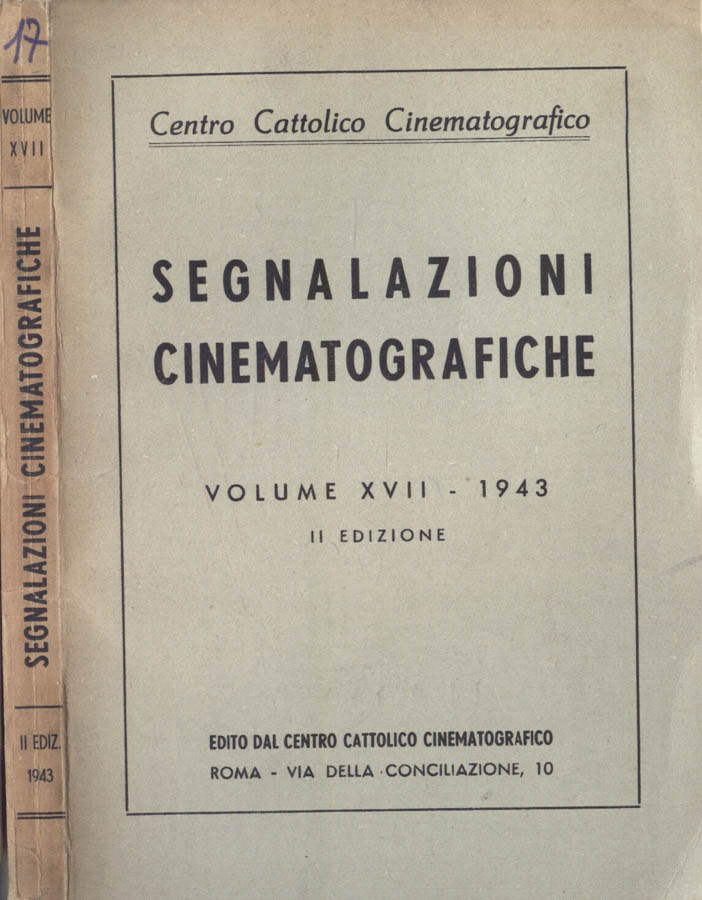 17
VOLUME
XVII
SEGNALAZIONI CINEMATOGRAFICHE
II EDIZ.
1943
Centro Cattolico Cinematografico
SEGNALAZIONI
CINEMATOGRAFICHE
VOLUME XVII - 1943
II EDIZIONE
EDITO DAL CENTRO CATTOLICO CINEMATOGRAFICO
ROMA - VIA DELLA CONCILIAZIONE, 10